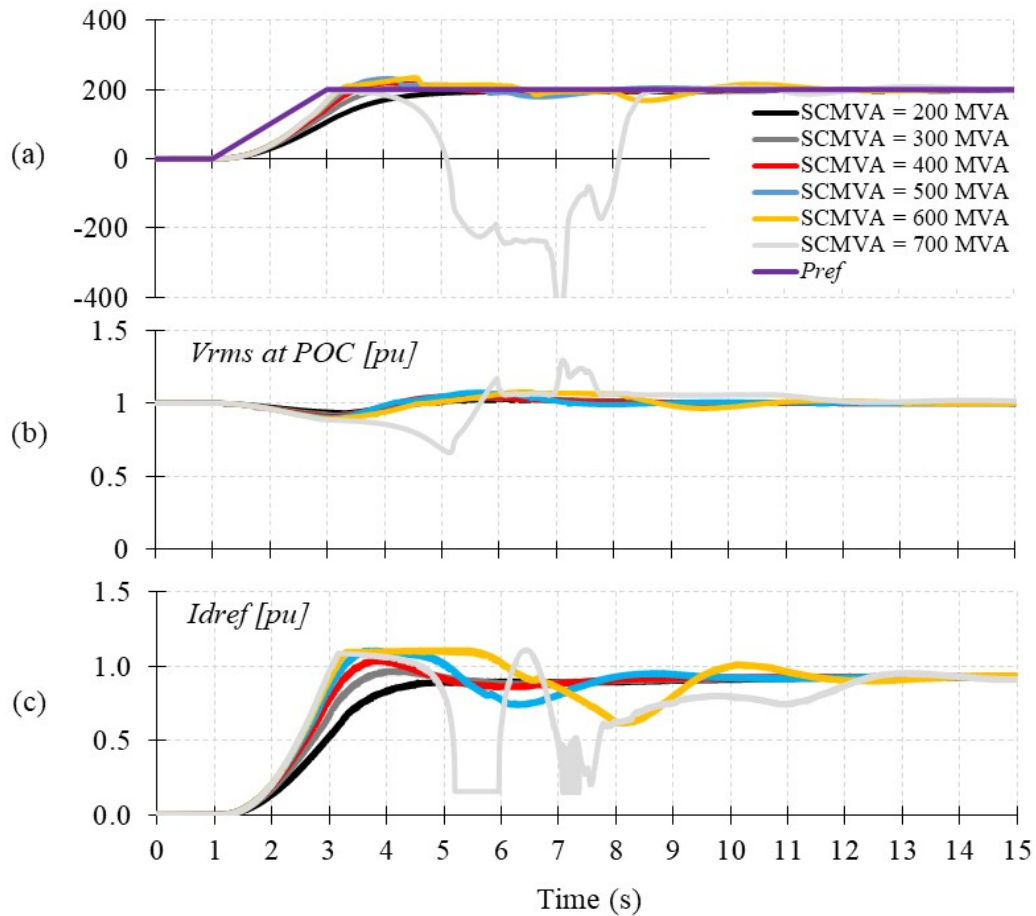 (a)
400
200
0
-200
-400
SCMVA = 200 MVA
SCMVA = 300 MVA
SCMVA = 400 MVA
SCMVA = 500 MVA
SCMVA = 600 MVA
SCMVA = 700 MVA
Pref
(b)
1.5
1
0.5
0
Vrms at POC [pu]
(c)
1.5
1.0
0.5
0.0
Idref [pu]
0 1 2 3 4 5 6 7 8 9 10 11 12 13 14 15
Time (s)